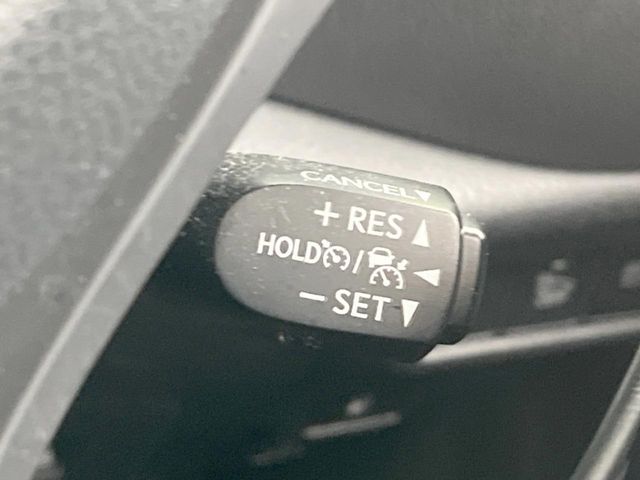 CANCEL▼
+ RES ▲
HOLD / ◀
− SET ▼